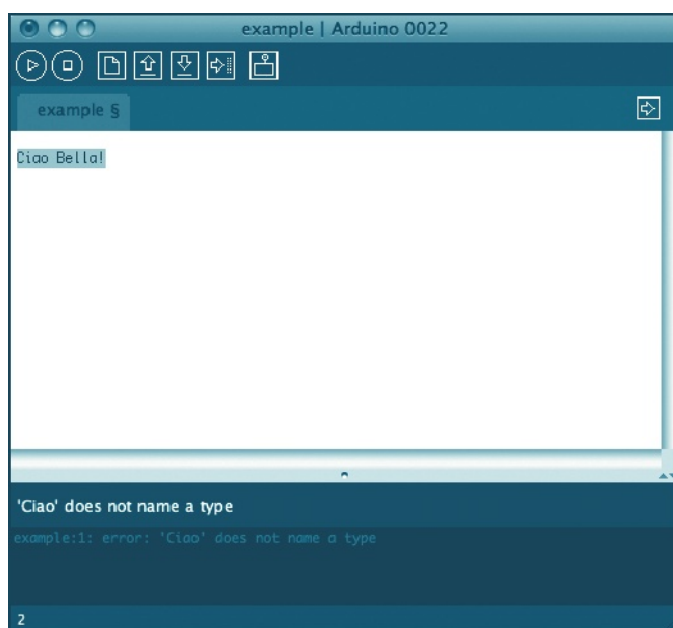 example | Arduino 0022
example §
Ciao Bella!
'Ciao' does not name a type
example:1: error: 'Ciao' does not name a type
2